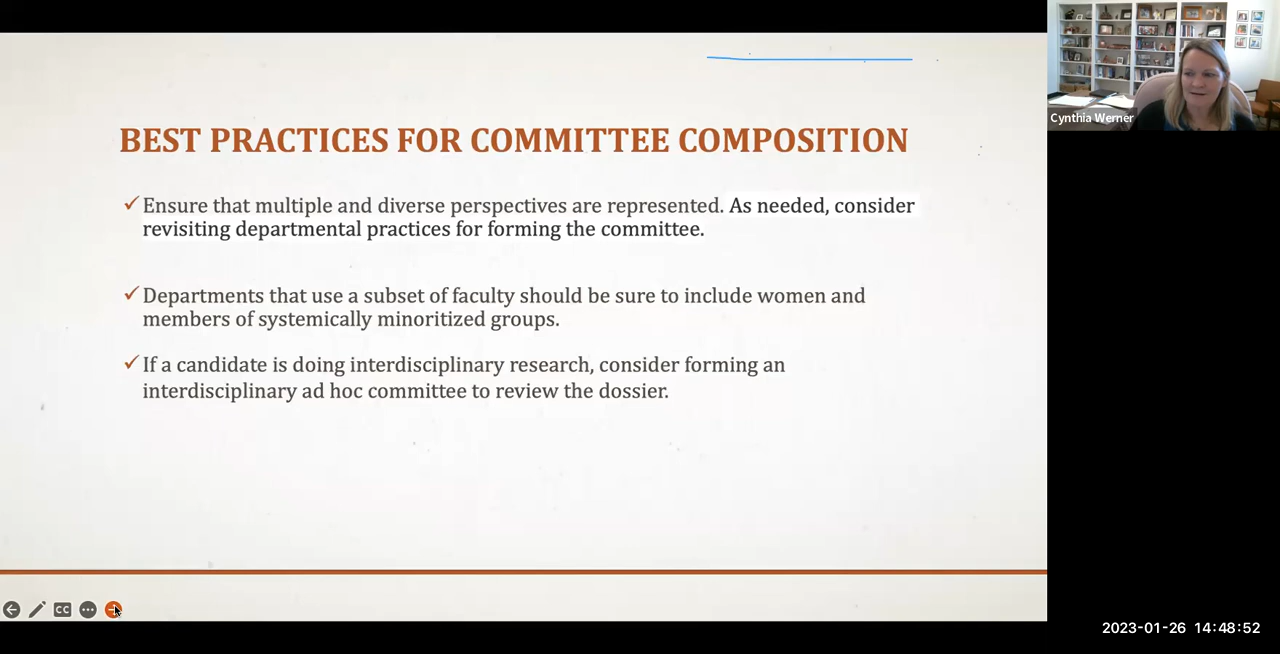 BEST PRACTICES FOR COMMITTEE COMPOSITION
✓Ensure that multiple and diverse perspectives are represented. As needed, consider
revisiting departmental practices for forming the committee.
✓Departments that use a subset of faculty should be sure to include women and
members of systemically minoritized groups.
✓If a candidate is doing interdisciplinary research, consider forming an
interdisciplinary ad hoc committee to review the dossier.
CC
Cynthia Werner
2023-01-26 14:48:52